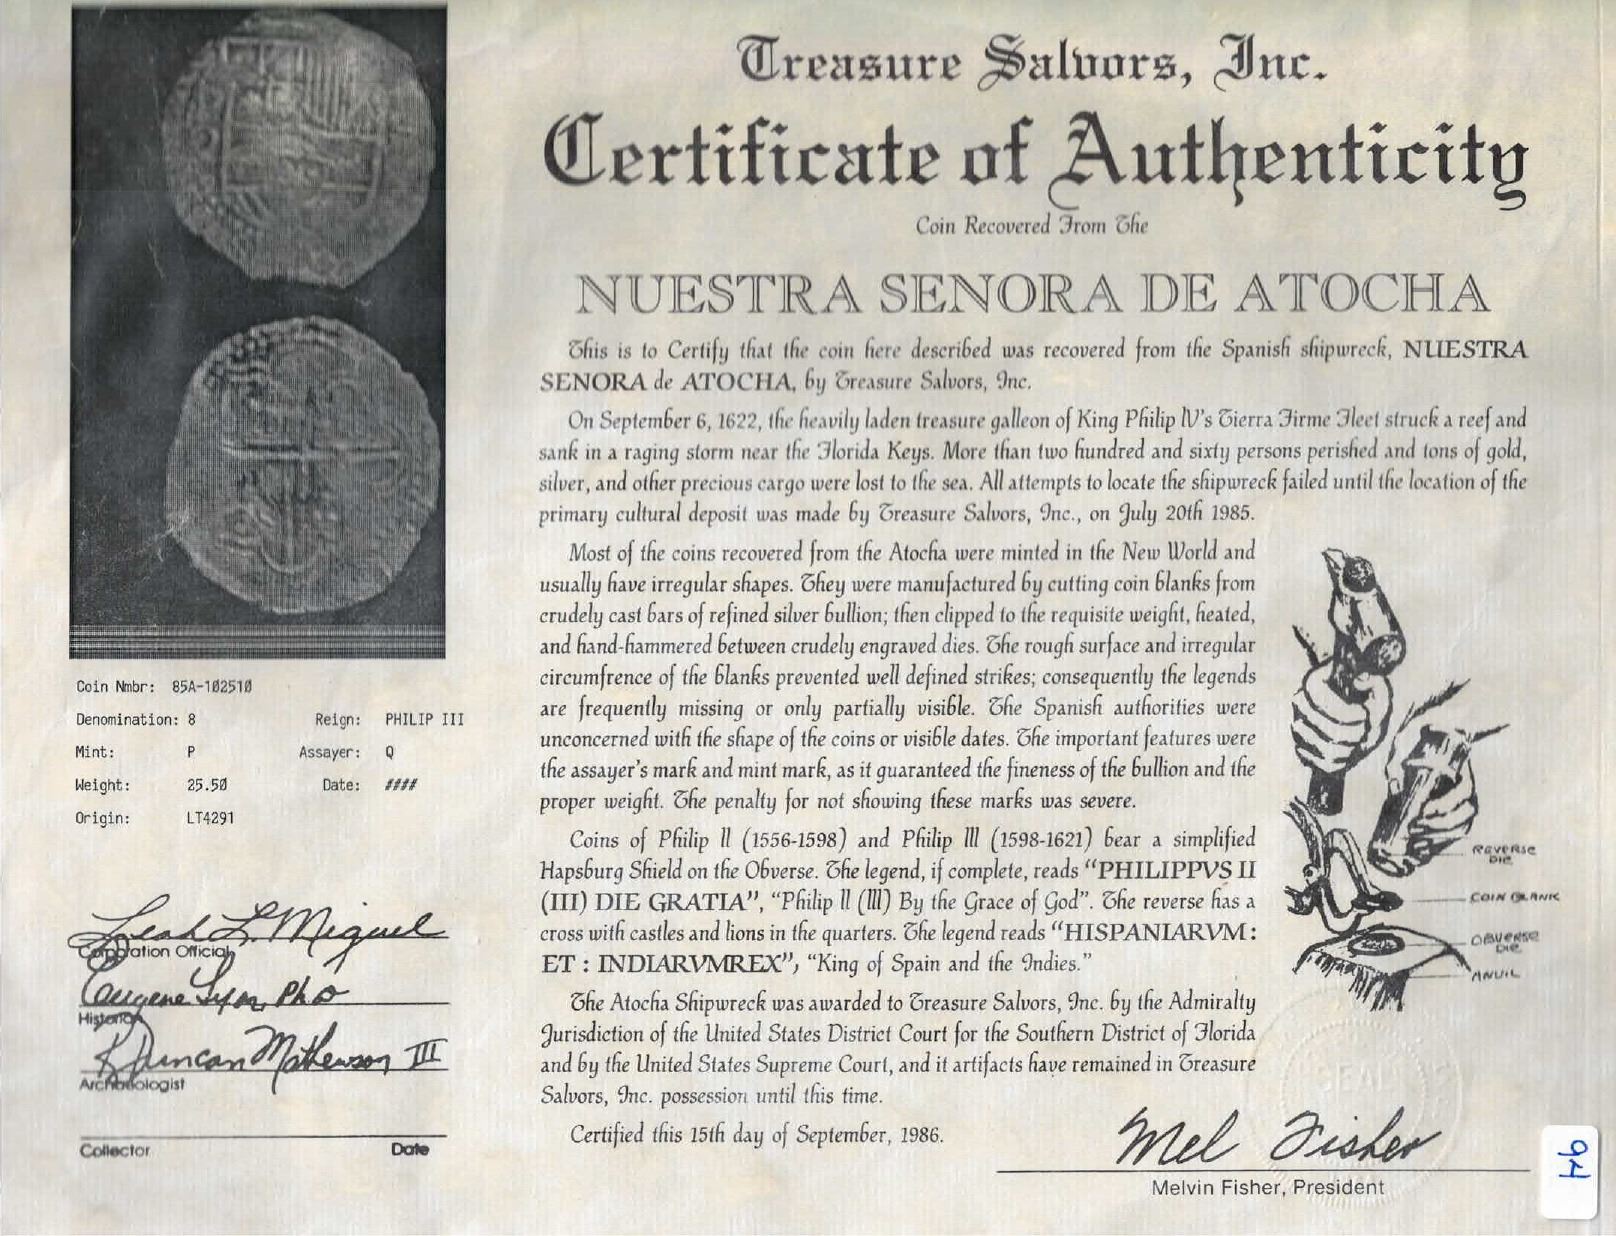 Treasure Salvors, Inc.
Certificate of Authenticity
Coin Recovered From The
NUESTRA SENORA DE ATOCHA
This is to Certify that the coin here described was recovered from the Spanish shipwreck, NUESTRA
SENORA de ATOCHA, by Treasure Salvors, Inc.
On September 6, 1622, the heavily laden treasure galleon of King Philip IV's Tierra Firme Fleet struck a reef and
sank in a raging storm near the Florida Keys. More than two hundred and sixty persons perished and tons of gold,
silver, and other precious cargo were lost to the sea. All attempts to locate the shipwreck failed until the location of the
primary cultural deposit was made by Treasure Salvors, Inc., on July 20th 1985.
Most of the coins recovered from the Atocha were minted in the New World and
usually have irregular shapes. They were manufactured by cutting coin blanks from
crudely cast bars of refined silver bullion; then clipped to the requisite weight, heated,
and hand-hammered between crudely engraved dies. The rough surface and irregular
circumfrence of the blanks prevented well defined strikes; consequently the legends
are frequently missing or only partially visible. The Spanish authorities were
unconcerned with the shape of the coins or visible dates. The important features were
the assayer's mark and mint mark, as it guaranteed the fineness of the bullion and the
proper weight. The penalty for not showing these marks was severe.
Coins of Philip II (1556-1598) and Philip III (1598-1621) bear a simplified
Hapsburg Shield on the Obverse. The legend, if complete, reads "PHILIPPVS II
(III) DIE GRATIA", "Philip II (III) By the Grace of God". The reverse has a
cross with castles and lions in the quarters. The legend reads "HISPANIARVM:
ET : INDIARVMREX", "King of Spain and the Indies."
The Atocha Shipwreck was awarded to Treasure Salvors, Inc. by the Admiralty
Jurisdiction of the United States District Court for the Southern District of Florida
and by the United States Supreme Court, and it artifacts have remained in Treasure
Salvors, Inc. possession until this time.
Certified this 15th day of September, 1986.
Mel Fisher
Melvin Fisher, President
REVERSE
DIE
COIN BLANK
OBVERSE
DIE
ANVIL
SEAL
94
Coin Nmbr: 85A-102510
Denomination: 8 Reign: PHILIP III
Mint: P Assayer: Q
Weight: 25.50 Date: ####
Origin: LT4291
Leah L. Miguel
Corporation Official
Eugene Lyon, PhD
Historian
R Duncan Mathewson III
Archaeologist
Collector Date